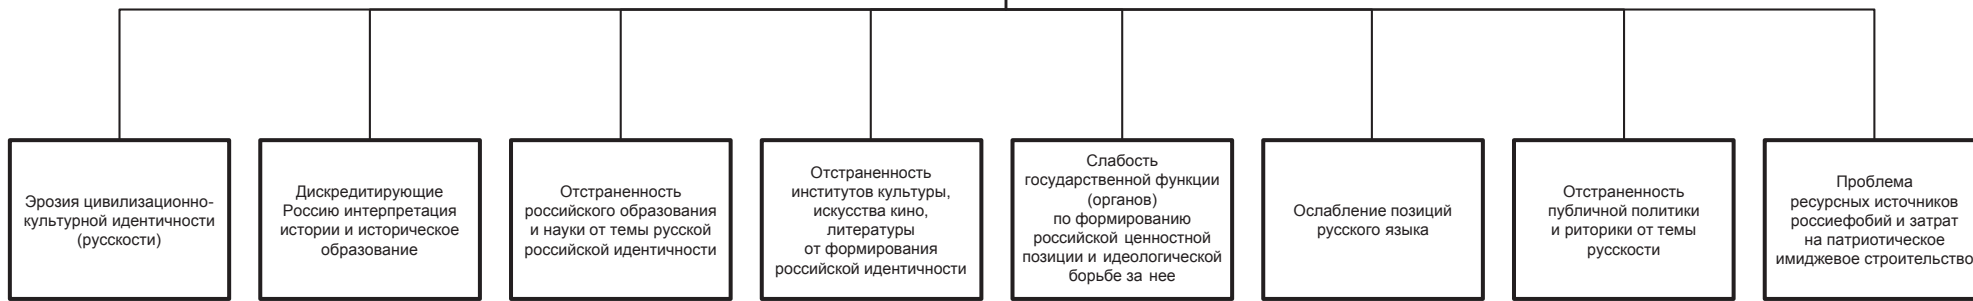 Эрозия цивилизационно-
культурной идентичности
(русскости)
Дискредитирующие
Россию интерпретация
истории и историческое
образование
Отстраненность
российского образования
и науки от темы русской
российской идентичности
Отстраненность
институтов культуры,
искусства кино,
литературы
от формирования
российской идентичности
Слабость
государственной функции
(органов)
по формированию
российской ценностной
позиции и идеологической
борьбе за нее
Ослабление позиций
русского языка
Отстраненность
публичной политики
и риторики от темы
русскости
Проблема
ресурсных источников
россиефобий и затрат
на патриотическое
имиджевое строительство